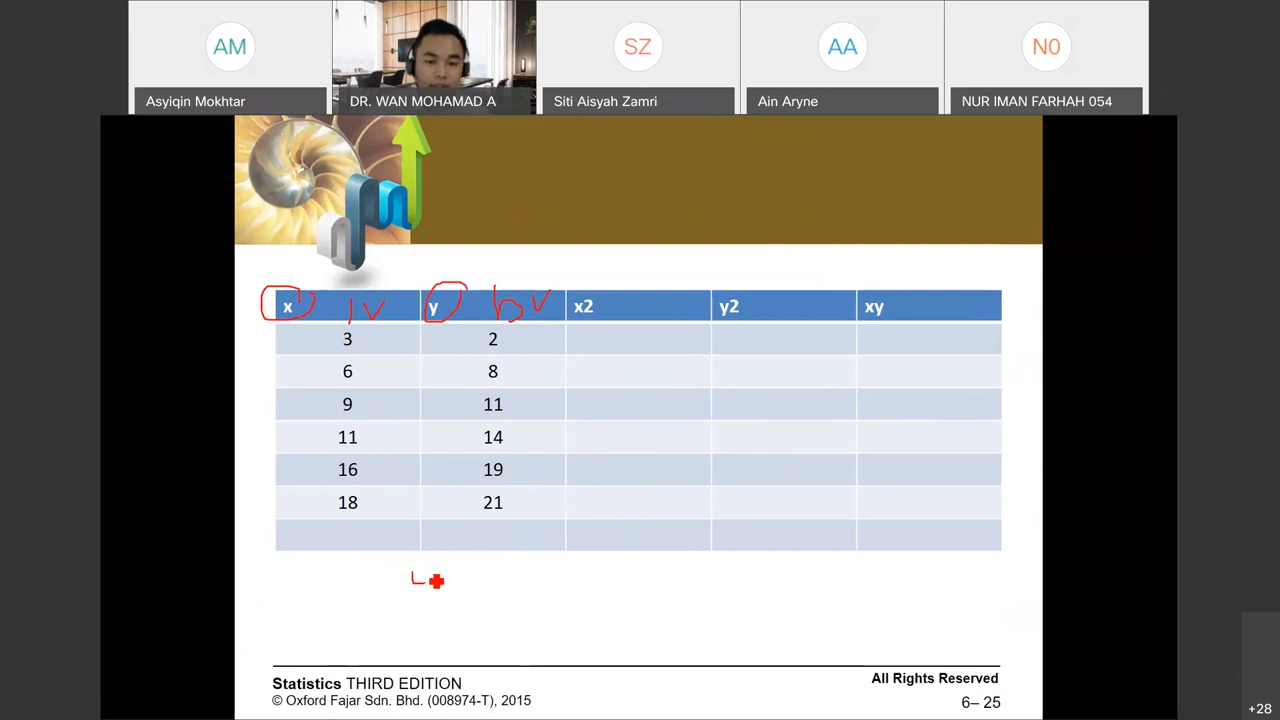 AM SZ AA N0
Asyiqin Mokhtar DR. WAN MOHAMAD A Siti Aisyah Zamri Ain Aryne NUR IMAN FARHAH 054
x IV y DV x2 y2 xy
3 2
6 8
9 11
11 14
16 19
18 21
Statistics THIRD EDITION All Rights Reserved
© Oxford Fajar Sdn. Bhd. (008974-T), 2015 6– 25
+28